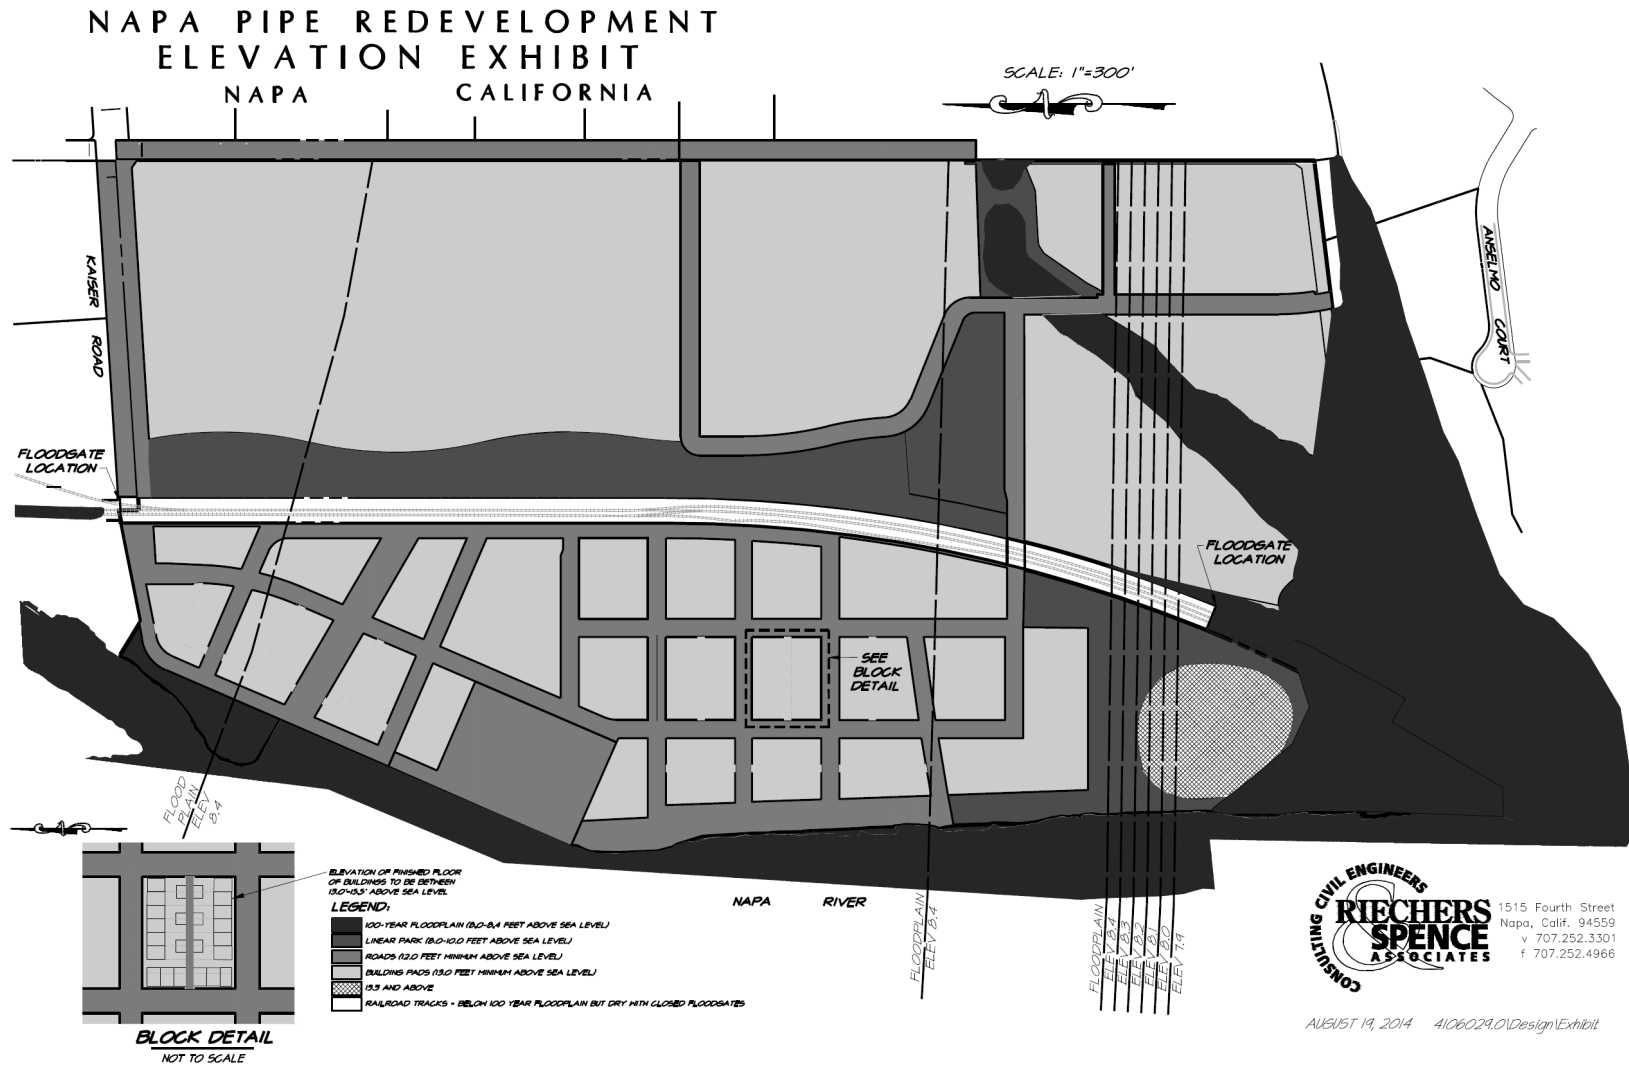 NAPA PIPE REDEVELOPMENT
ELEVATION EXHIBIT
NAPA CALIFORNIA
SCALE: 1"=300'
KAISER ROAD
ANSELMO COURT
FLOODGATE
LOCATION
FLOODGATE
LOCATION
SEE
BLOCK
DETAIL
FLOOD
PLAIN
ELEV
8.4
FLOODPLAIN
ELEV 8.4
FLOODPLAIN
ELEV 8.4
ELEV 8.3
ELEV 8.2
ELEV 8.1
ELEV 8.0
ELEV 7.9
NAPA RIVER
ELEVATION OF FINISHED FLOOR
OF BUILDINGS TO BE BETWEEN
13.0'-13.5' ABOVE SEA LEVEL
LEGEND:
100-YEAR FLOODPLAIN (8.0-8.4 FEET ABOVE SEA LEVEL)
LINEAR PARK (8.0-10.0 FEET ABOVE SEA LEVEL)
ROADS (12.0 FEET MINIMUM ABOVE SEA LEVEL)
BUILDING PADS (13.0 FEET MINIMUM ABOVE SEA LEVEL)
13.3 AND ABOVE
RAILROAD TRACKS - BELOW 100 YEAR FLOODPLAIN BUT DRY WITH CLOSED FLOODGATES
BLOCK DETAIL
NOT TO SCALE
CONSULTING CIVIL ENGINEERS
RIECHERS
&
SPENCE
ASSOCIATES
1515 Fourth Street
Napa, Calif. 94559
v 707.252.3301
f 707.252.4966
AUGUST 19, 2014 4106029.0\Design\Exhibit